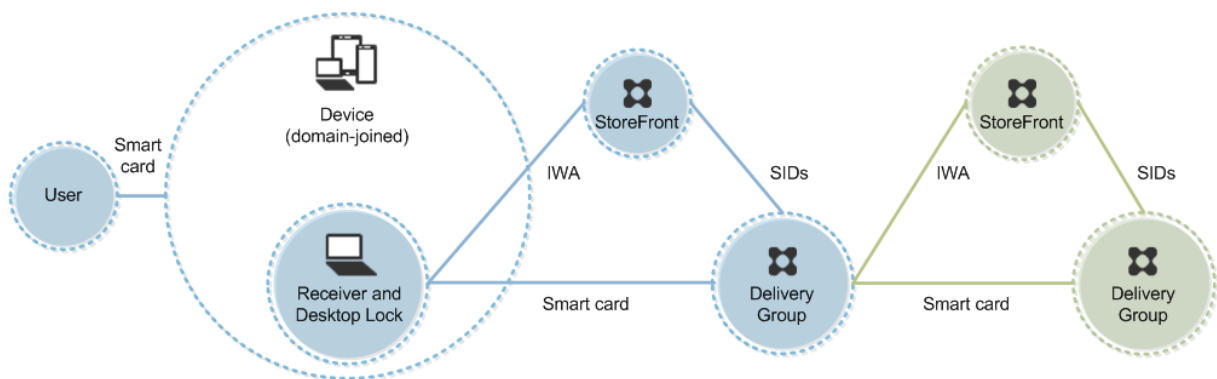 User
Smart
card
Device
(domain-joined)
Receiver and
Desktop Lock
IWA
StoreFront
SIDs
Smart card
Delivery
Group
IWA
StoreFront
SIDs
Smart card
Delivery
Group